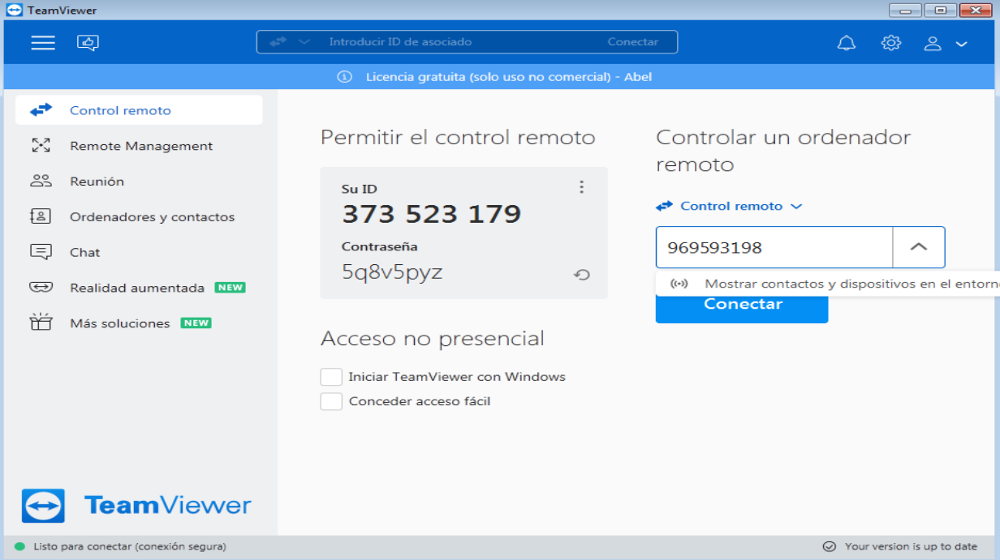 TeamViewer
Introducir ID de asociado
Conectar
Licencia gratuita (solo uso no comercial) - Abel
Control remoto
Remote Management
Reunión
Ordenadores y contactos
Chat
Realidad aumentada NEW
Más soluciones NEW
TeamViewer
Permitir el control remoto
Su ID
373 523 179
Contraseña
5q8v5pyz
Acceso no presencial
Iniciar TeamViewer con Windows
Conceder acceso fácil
Controlar un ordenador
remoto
Control remoto
969593198
Mostrar contactos y dispositivos en el entorn
Conectar
Listo para conectar (conexión segura)
Your version is up to date